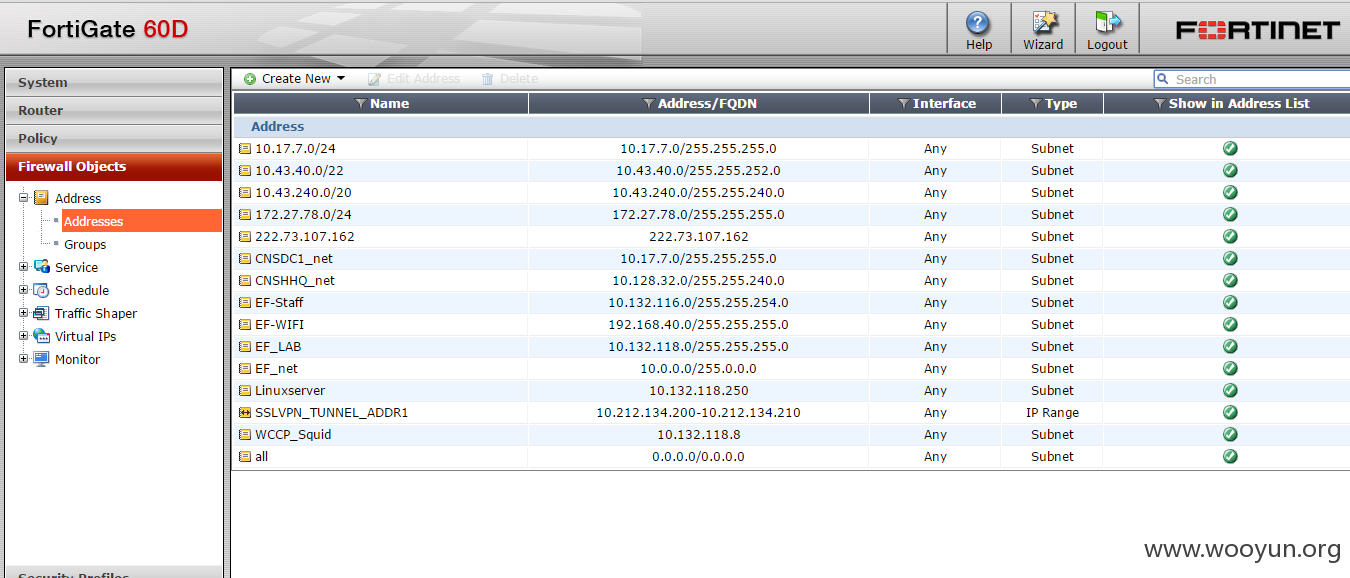 FortiGate 60D
Help
Wizard
Logout
FORTINET
System
Router
Policy
Firewall Objects
Address
Addresses
Groups
Service
Schedule
Traffic Shaper
Virtual IPs
Monitor
Security Profiles
Create New Edit Address Delete Search
Name Address/FQDN Interface Type Show in Address List
Address
10.17.7.0/24 10.17.7.0/255.255.255.0 Any Subnet
10.43.40.0/22 10.43.40.0/255.255.252.0 Any Subnet
10.43.240.0/20 10.43.240.0/255.255.240.0 Any Subnet
172.27.78.0/24 172.27.78.0/255.255.255.0 Any Subnet
222.73.107.162 222.73.107.162 Any Subnet
CNSDC1_net 10.17.7.0/255.255.255.0 Any Subnet
CNSHHQ_net 10.128.32.0/255.255.240.0 Any Subnet
EF-Staff 10.132.116.0/255.255.254.0 Any Subnet
EF-WIFI 192.168.40.0/255.255.255.0 Any Subnet
EF_LAB 10.132.118.0/255.255.255.0 Any Subnet
EF_net 10.0.0.0/255.0.0.0 Any Subnet
Linuxserver 10.132.118.250 Any Subnet
SSLVPN_TUNNEL_ADDR1 10.212.134.200-10.212.134.210 Any IP Range
WCCP_Squid 10.132.118.8 Any Subnet
all 0.0.0.0/0.0.0.0 Any Subnet
www.wooyun.org